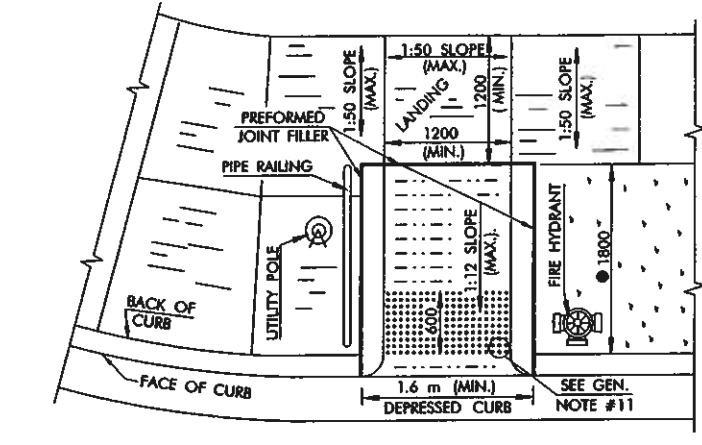 1:50 SLOPE
(MAX.)
1:50 SLOPE
(MAX.)
LANDING
1200
(MIN.)
1:50 SLOPE
(MAX.)
PREFORMED
JOINT FILLER
1200
(MIN.)
PIPE RAILING
UTILITY POLE
1:12 SLOPE
(MAX.)
FIRE HYDRANT
1800
600
BACK OF
CURB
FACE OF CURB
1.6 m (MIN.)
DEPRESSED CURB
SEE GEN.
NOTE #11